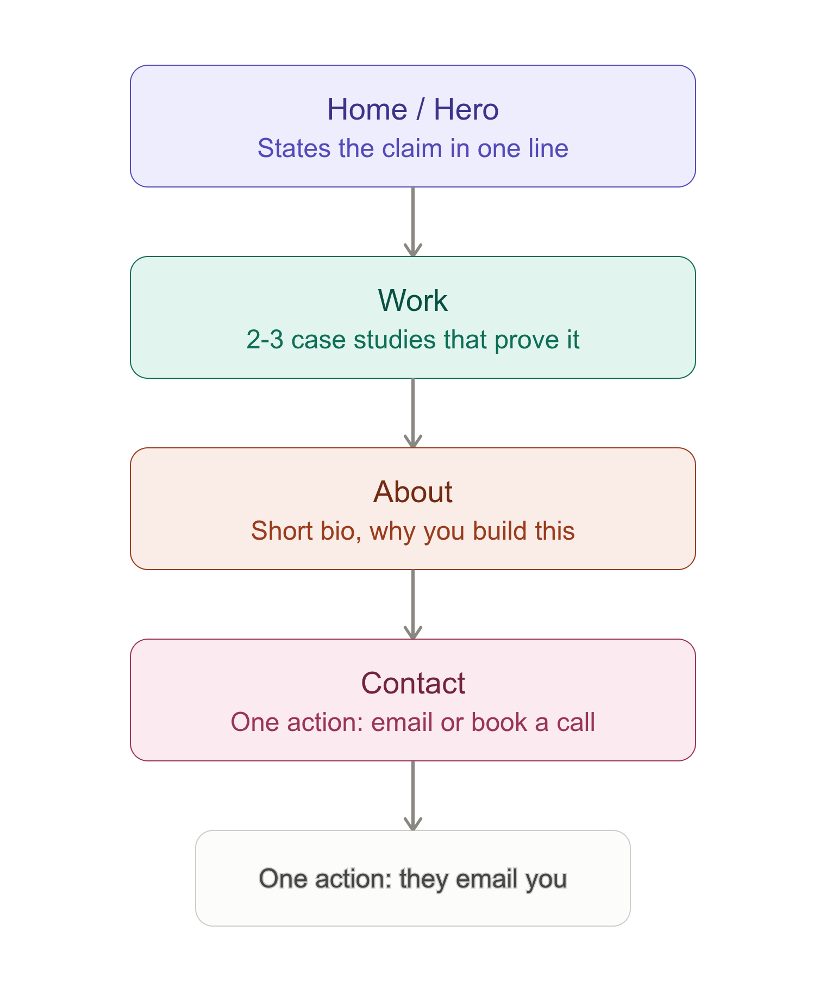 Home / Hero
States the claim in one line
Work
2-3 case studies that prove it
About
Short bio, why you build this
Contact
One action: email or book a call
One action: they email you